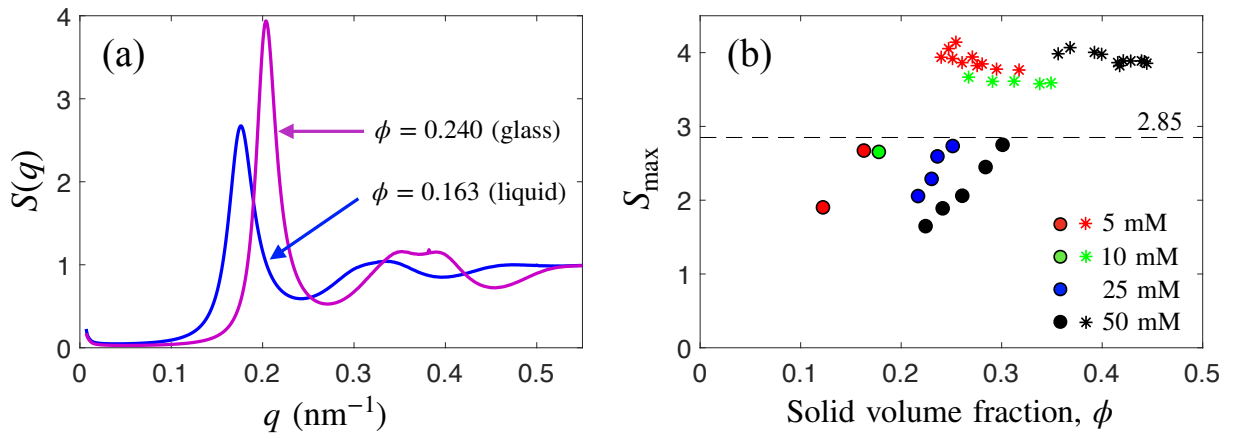 (a)
S(q)
4
3
2
1
0
ϕ = 0.240 (glass)
ϕ = 0.163 (liquid)
0 0.1 0.2 0.3 0.4 0.5
q (nm⁻¹)
(b)
S_max
4
3
2
1
0
2.85
5 mM
10 mM
25 mM
50 mM
0 0.1 0.2 0.3 0.4 0.5
Solid volume fraction, ϕ